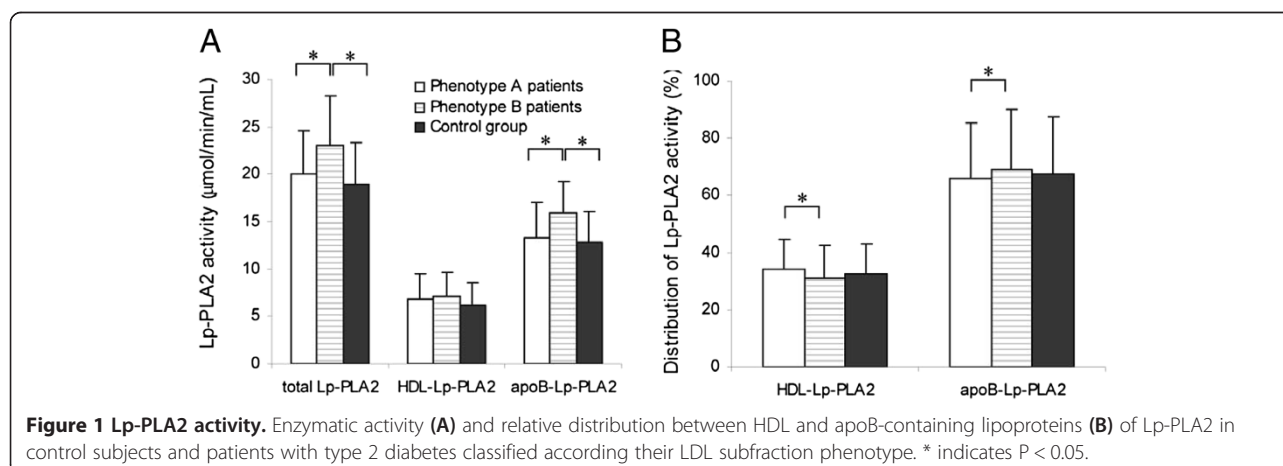 A
B
* *
30
25
20
15
10
5
0
Lp-PLA2 activity (µmol/min/mL)
Phenotype A patients
Phenotype B patients
Control group
* *
total Lp-PLA2 HDL-Lp-PLA2 apoB-Lp-PLA2
100
80
60
40
20
0
Distribution of Lp-PLA2 activity (%)
*
*
HDL-Lp-PLA2 apoB-Lp-PLA2
Figure 1 Lp-PLA2 activity. Enzymatic activity (A) and relative distribution between HDL and apoB-containing lipoproteins (B) of Lp-PLA2 in
control subjects and patients with type 2 diabetes classified according their LDL subfraction phenotype. * indicates P < 0.05.